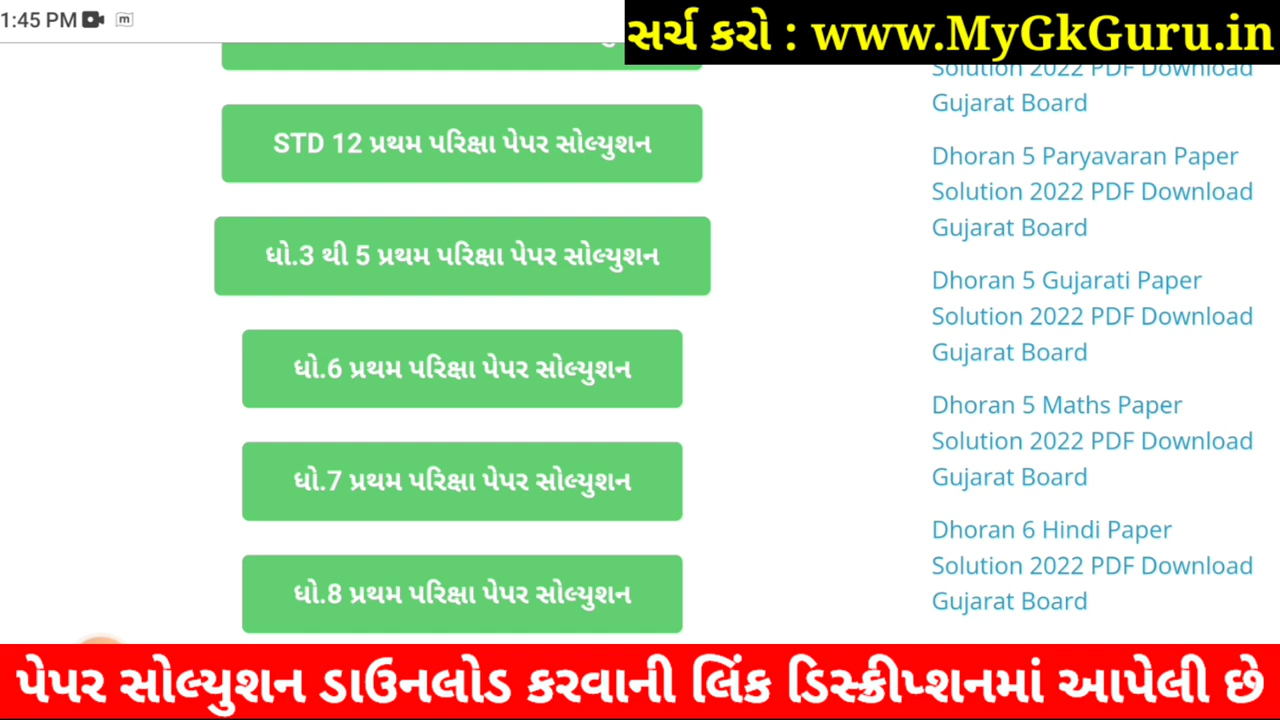 1:45 PM
સર્ચ કરો : www.MyGkGuru.in
STD 12 પ્રથમ પરિક્ષા પેપર સોલ્યુશન
ધો.3 થી 5 પ્રથમ પરિક્ષા પેપર સોલ્યુશન
ધો.6 પ્રથમ પરિક્ષા પેપર સોલ્યુશન
ધો.7 પ્રથમ પરિક્ષા પેપર સોલ્યુશન
ધો.8 પ્રથમ પરિક્ષા પેપર સોલ્યુશન
Solution 2022 PDF Download
Gujarat Board
Dhoran 5 Paryavaran Paper
Solution 2022 PDF Download
Gujarat Board
Dhoran 5 Gujarati Paper
Solution 2022 PDF Download
Gujarat Board
Dhoran 5 Maths Paper
Solution 2022 PDF Download
Gujarat Board
Dhoran 6 Hindi Paper
Solution 2022 PDF Download
Gujarat Board
પેપર સોલ્યુશન ડાઉનલોડ કરવાની લિંક ડિસ્ક્રીપ્શનમાં આપેલી છે